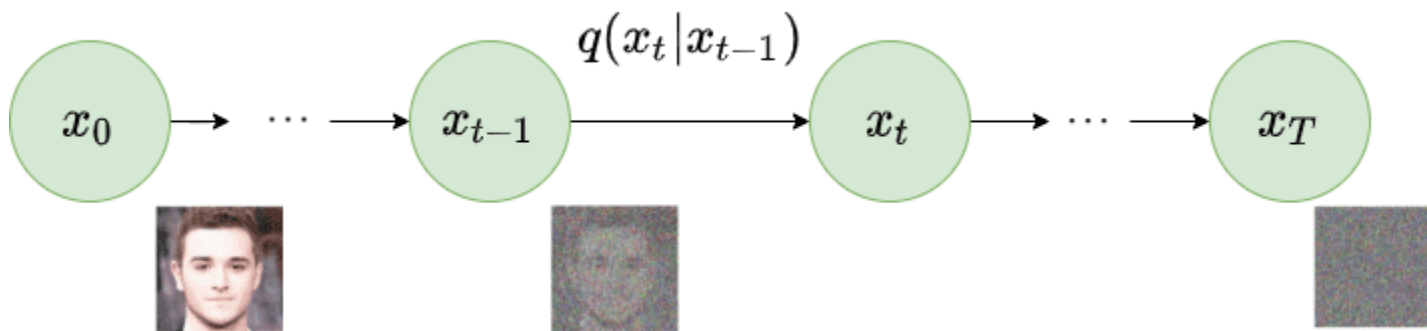 q(x_t|x_{t-1})
x_0 ··· x_{t-1} x_t ··· x_T